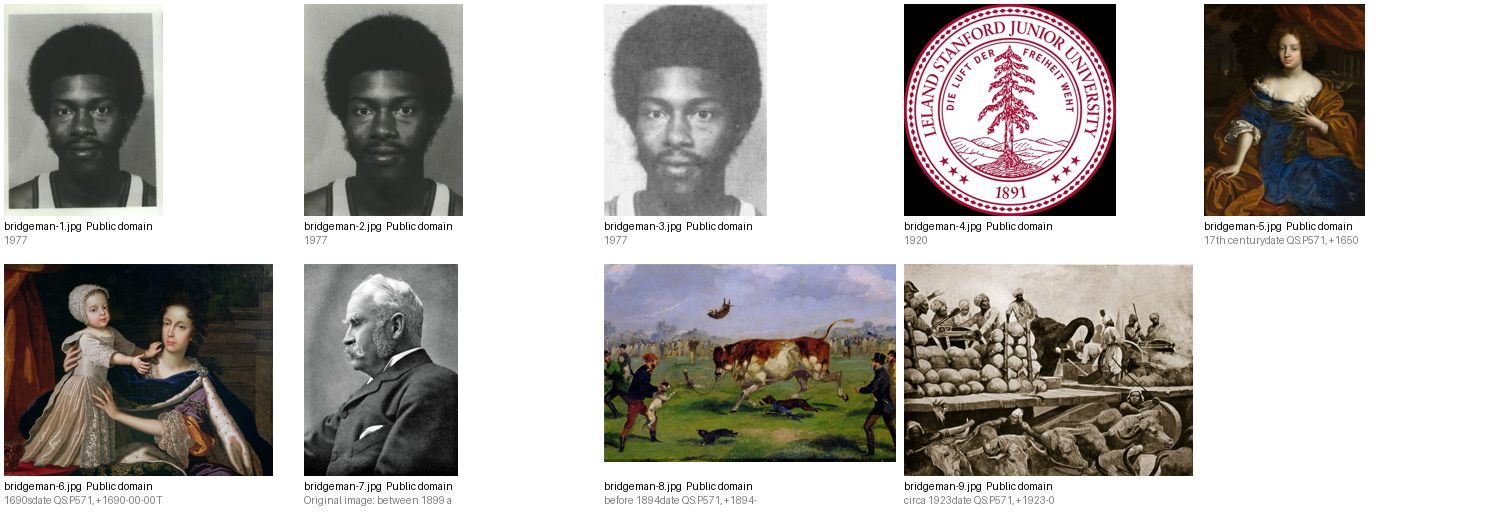 LELAND STANFORD JUNIOR UNIVERSITY
DIE LUFT DER FREIHEIT WEHT
1891
bridgeman-1.jpg Public domain
1977
bridgeman-2.jpg Public domain
1977
bridgeman-3.jpg Public domain
1977
bridgeman-4.jpg Public domain
1920
bridgeman-5.jpg Public domain
17th centurydate QS:P571,+1650
bridgeman-6.jpg Public domain
1690sdate QS:P571,+1690-00-00T
bridgeman-7.jpg Public domain
Original image: between 1899 a
bridgeman-8.jpg Public domain
before 1894date QS:P571,+1894-
bridgeman-9.jpg Public domain
circa 1923date QS:P571,+1923-0